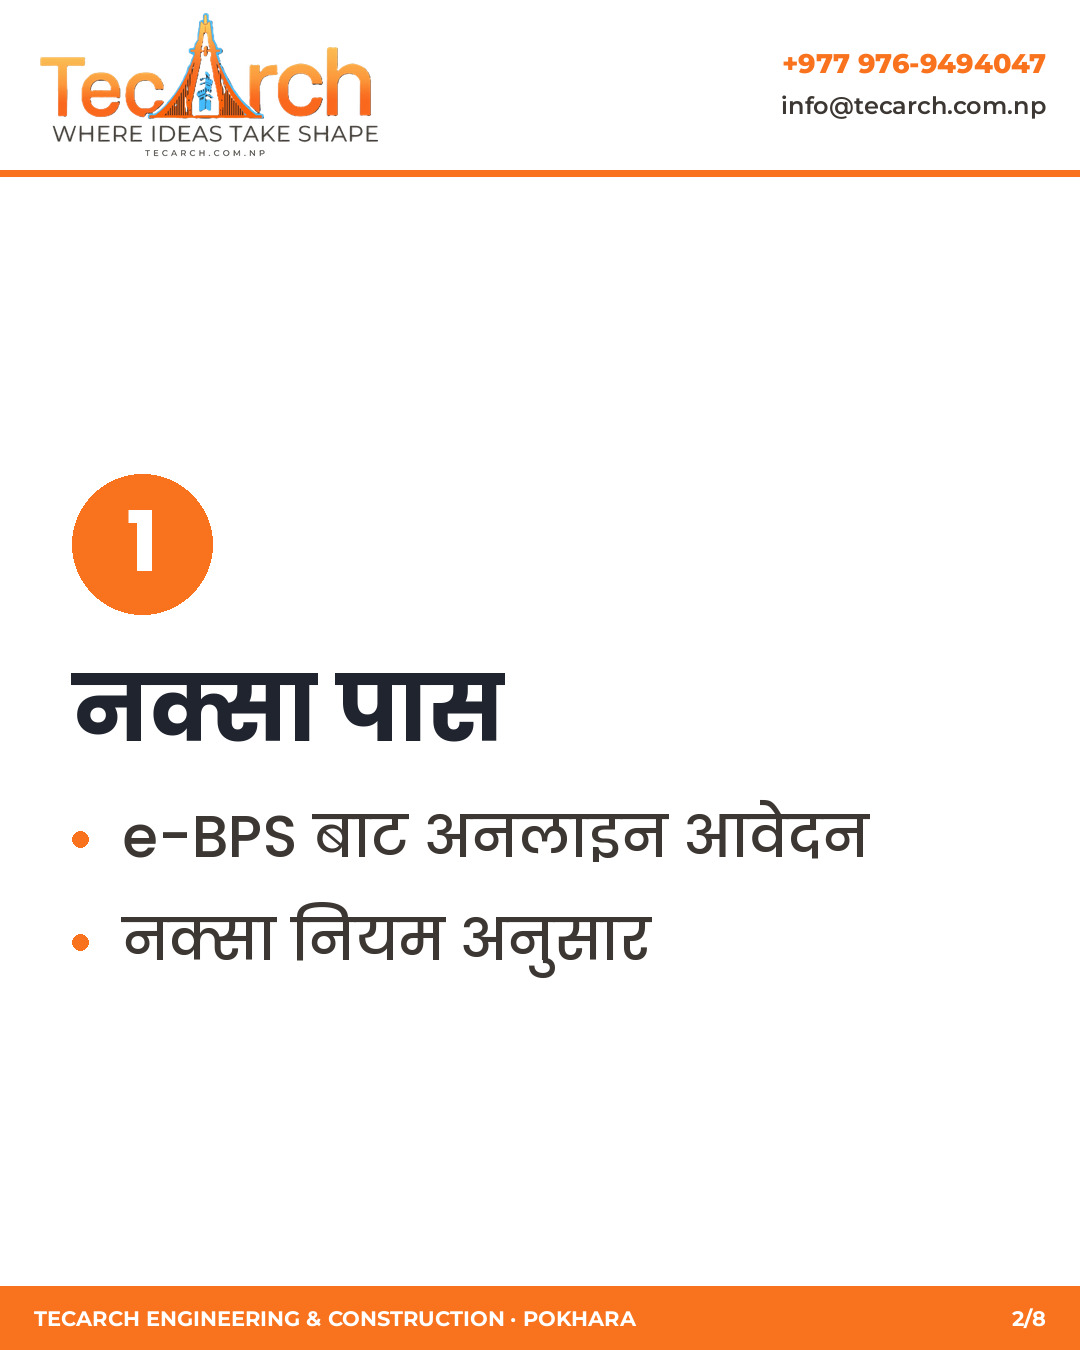 TecArch
WHERE IDEAS TAKE SHAPE
TECARCH.COM.NP
+977 976-9494047
info@tecarch.com.np
1
नक्सा पास
• e-BPS बाट अनलाइन आवेदन
• नक्सा नियम अनुसार
TECARCH ENGINEERING & CONSTRUCTION · POKHARA
2/8